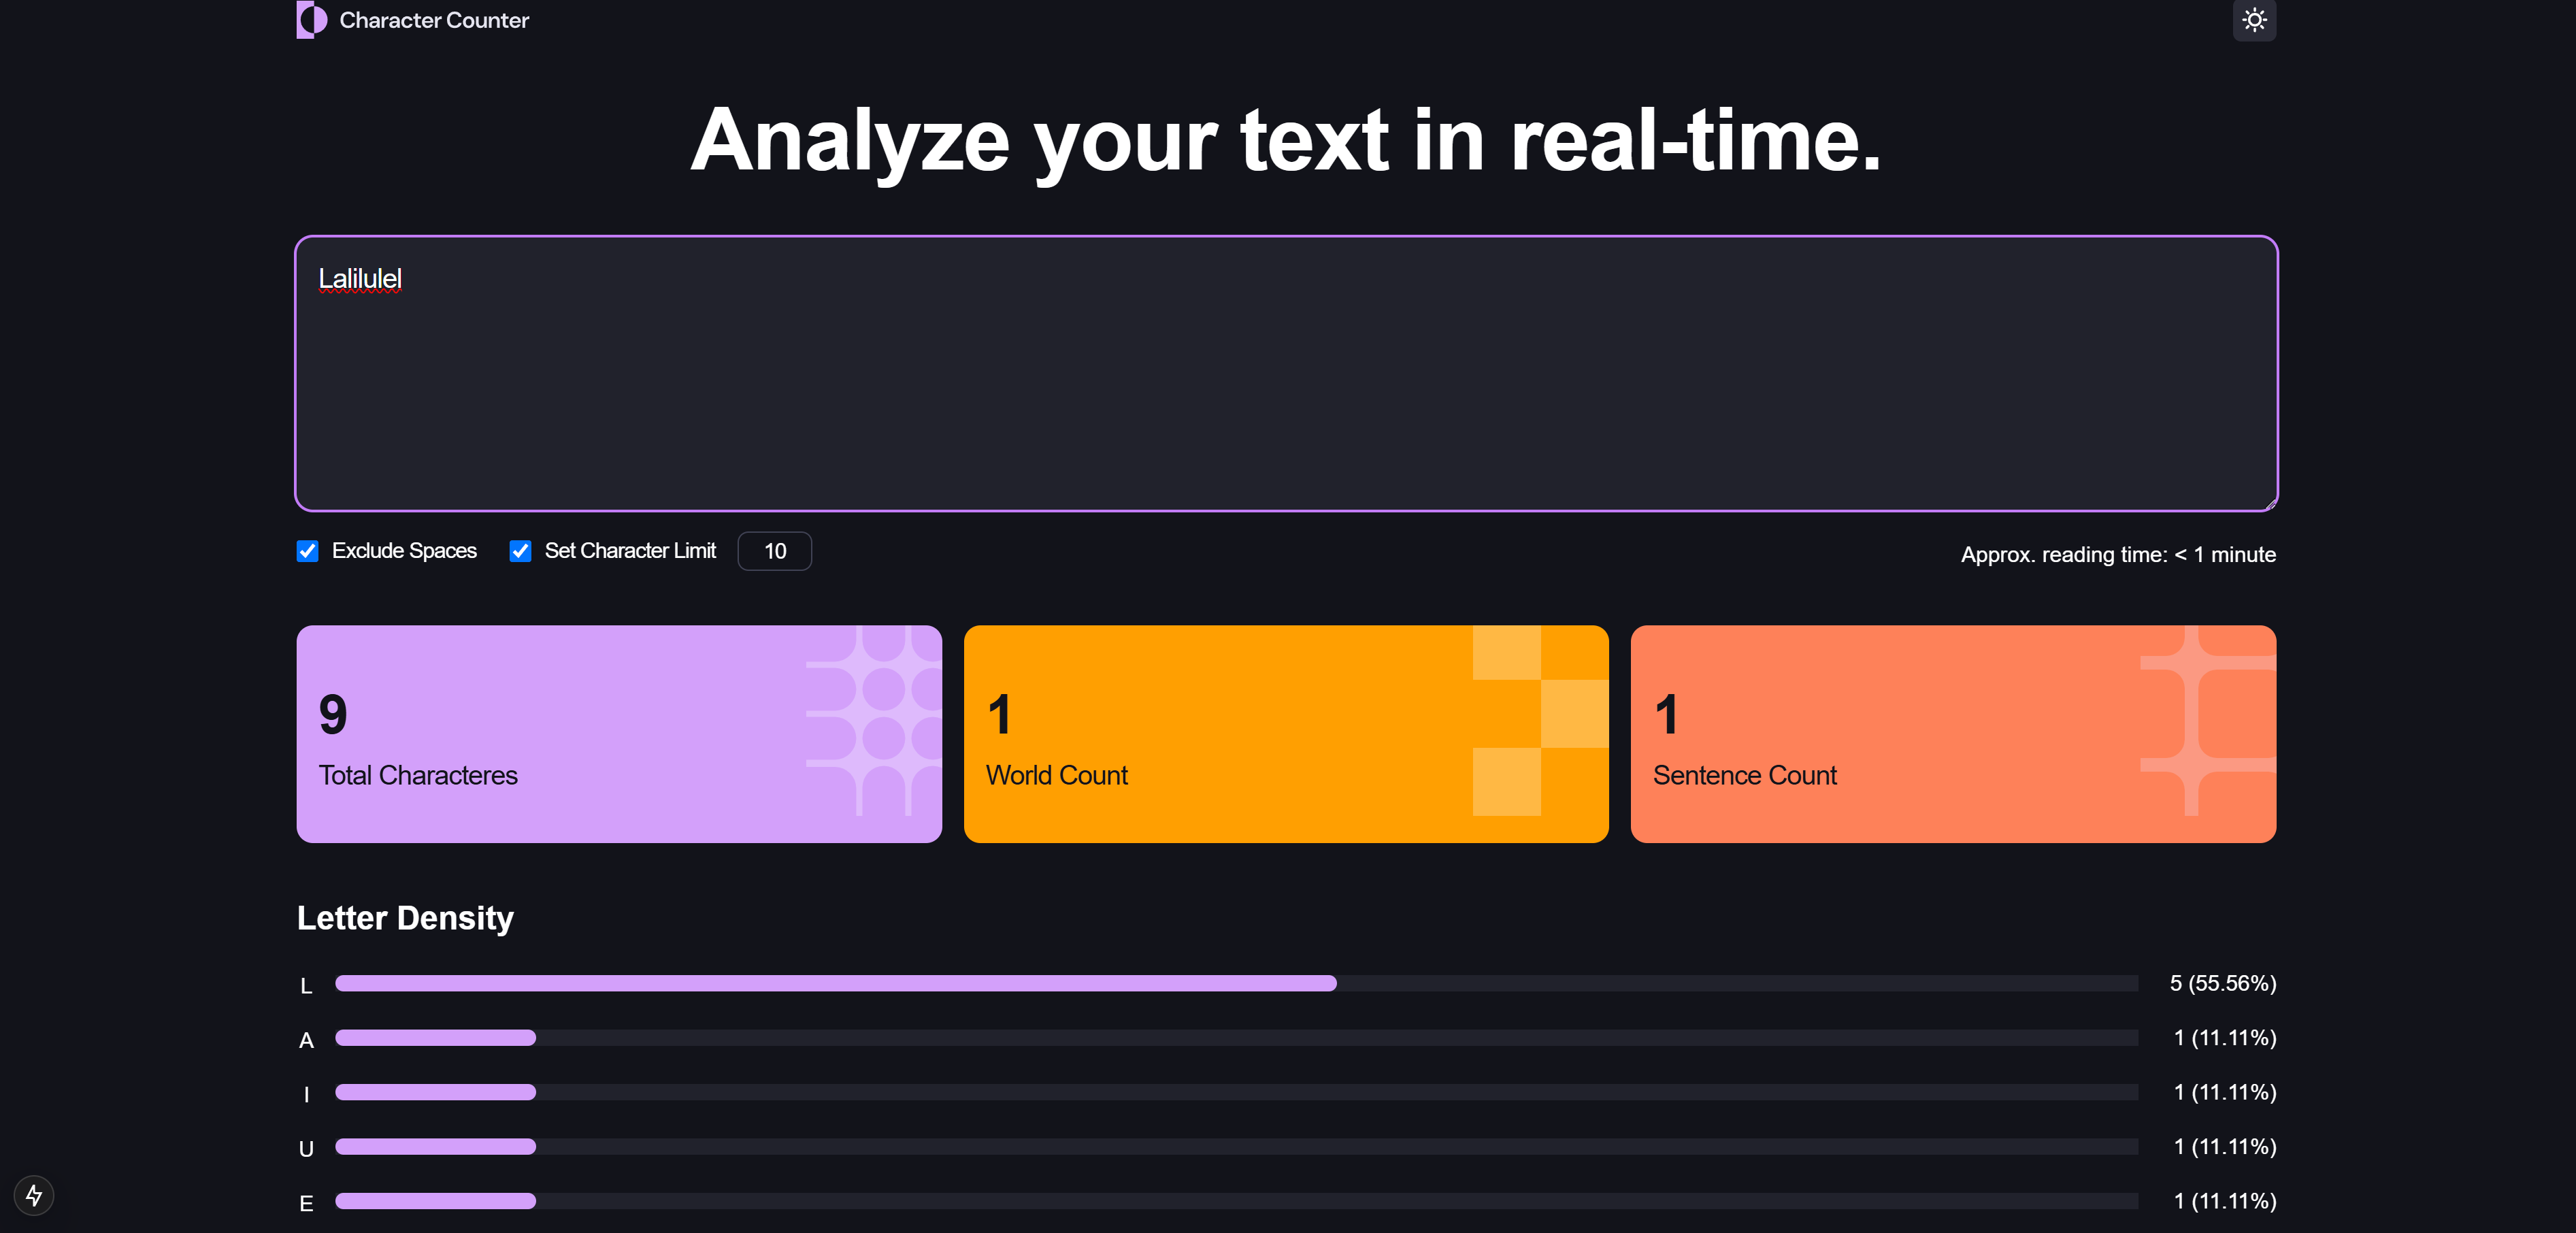 Character Counter
Analyze your text in real-time.
Lalilulel
Exclude Spaces Set Character Limit 10 Approx. reading time: < 1 minute
9 1 1
Total Characteres World Count Sentence Count
Letter Density
L 5 (55.56%)
A 1 (11.11%)
I 1 (11.11%)
U 1 (11.11%)
E 1 (11.11%)